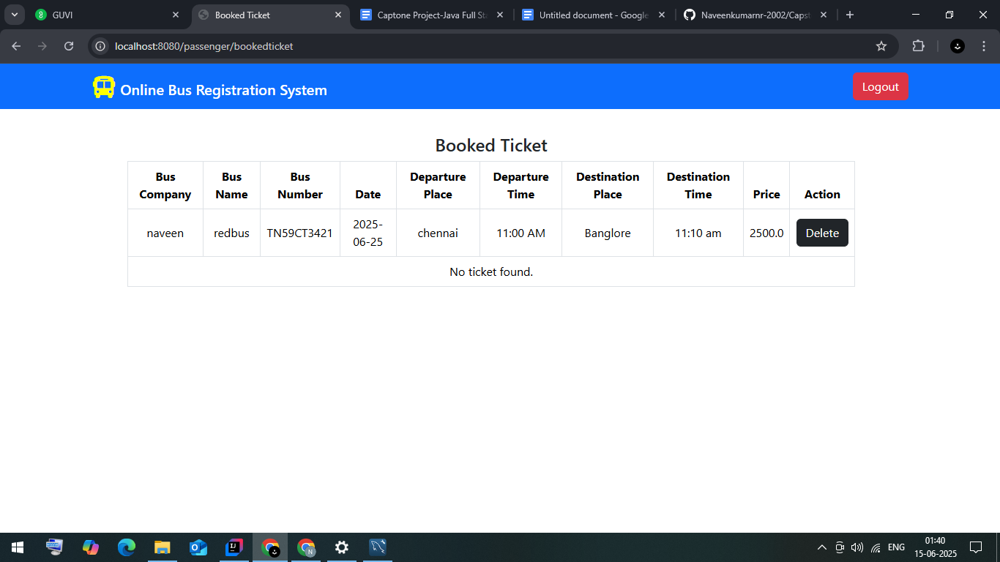 GUVI
Booked Ticket
Captone Project-Java Full Sta
Untitled document - Google
Naveenkumarnr-2002/Capst
localhost:8080/passenger/bookedticket
Online Bus Registration System
Logout
Booked Ticket
Bus Company
Bus Name
Bus Number
Date
Departure Place
Departure Time
Destination Place
Destination Time
Price
Action
naveen
redbus
TN59CT3421
2025-
06-25
chennai
11:00 AM
Banglore
11:10 am
2500.0
Delete
No ticket found.
ENG
01:40
15-06-2025